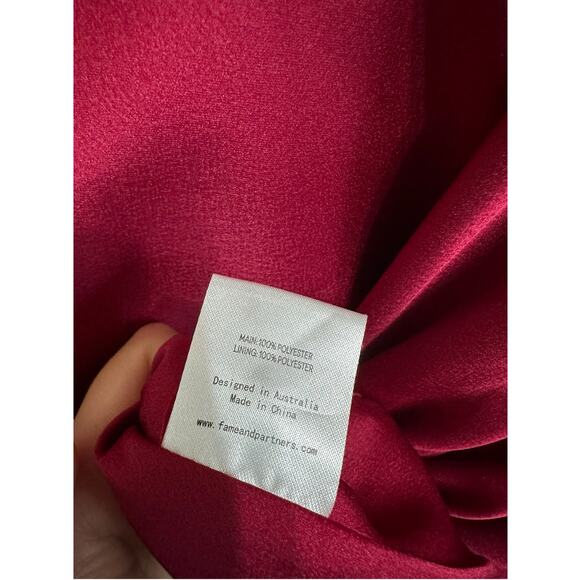 MAIN: 100% POLYESTER
LINING: 100% POLYESTER
Designed in Australia
Made in China
www. fameandpartners. com